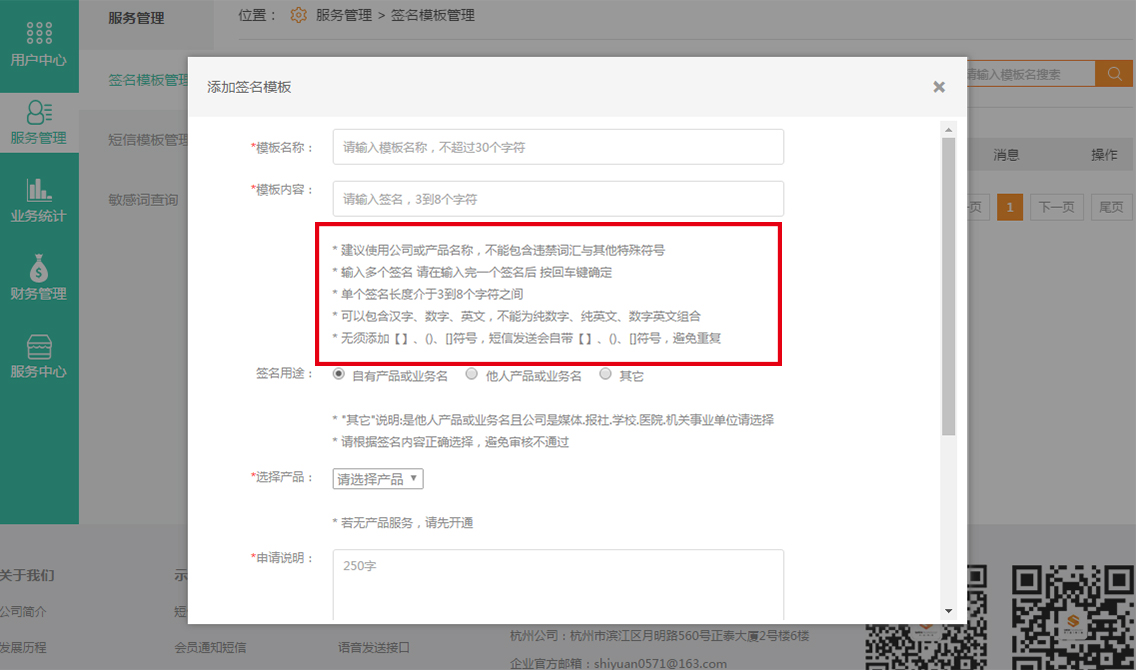 服务管理
位置： 服务管理 > 签名模板管理
用户中心
签名模板管理
添加签名模板
请输入模板名搜索
服务管理
短信模板管理
*模板名称： 请输入模板名称，不超过30个字符
消息 操作
敏感词查询
*模板内容： 请输入签名，3到8个字符
页 1 下一页 尾页
业务统计
* 建议使用公司或产品名称，不能包含违禁词汇与其他特殊符号
* 输入多个签名 请在输入完一个签名后 按回车键确定
* 单个签名长度介于3到8个字符之间
* 可以包含汉字、数字、英文，不能为纯数字、纯英文、数字英文组合
* 无须添加【】、()、[]符号，短信发送会自带【】、()、[]符号，避免重复
财务管理
服务中心
签名用途： 自有产品或业务名 他人产品或业务名 其它
* "其它"说明:是他人产品或业务名且公司是媒体.报社.学校.医院.机关事业单位请选择
* 请根据签名内容正确选择，避免审核不通过
*选择产品： 请选择产品
* 若无产品服务，请先开通
*申请说明： 250字
关于我们 示
公司简介 短
发展历程 会员通知短信 语音发送接口
杭州公司：杭州市滨江区月明路560号正泰大厦2号楼6楼
企业官方邮箱：shiyuan0571@163.com